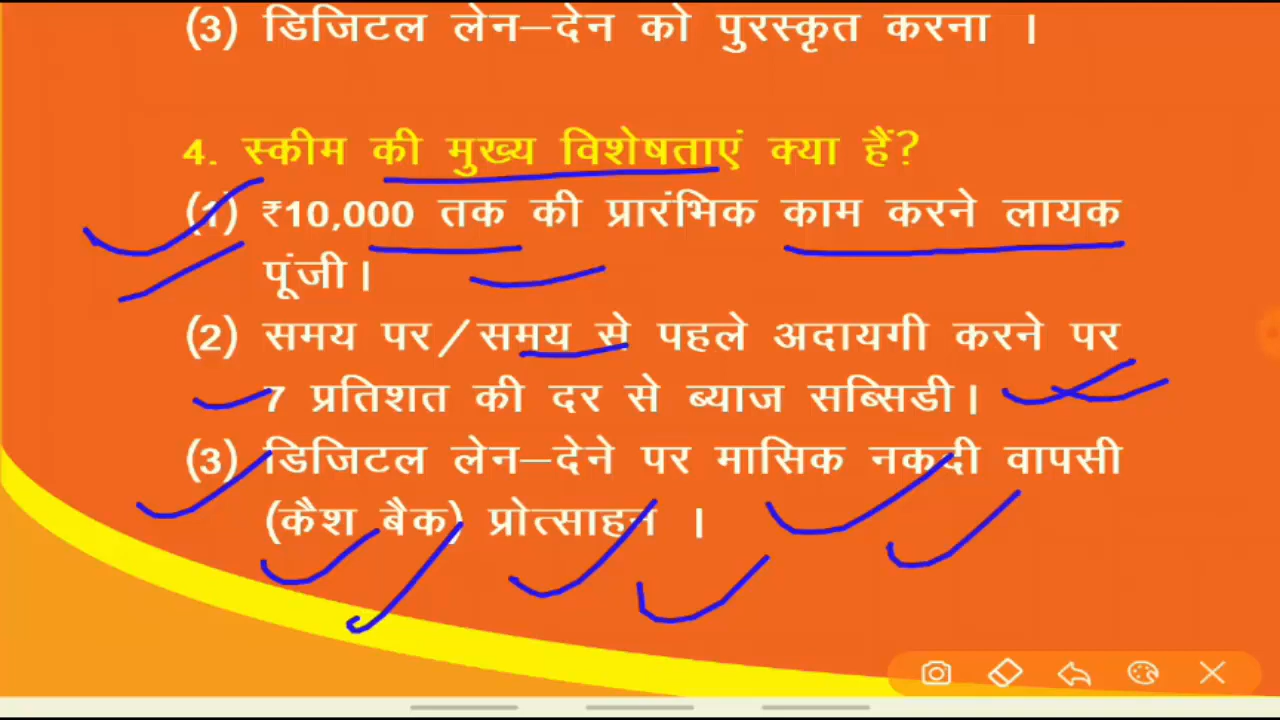 (3) डिजिटल लेन–देन को पुरस्कृत करना ।
4. स्कीम की मुख्य विशेषताएं क्या हैं?
(1) ₹10,000 तक की प्रारंभिक काम करने लायक
पूंजी।
(2) समय पर/समय से पहले अदायगी करने पर
7 प्रतिशत की दर से ब्याज सब्सिडी।
(3) डिजिटल लेन–देने पर मासिक नकदी वापसी
(कैश बैक) प्रोत्साहन ।